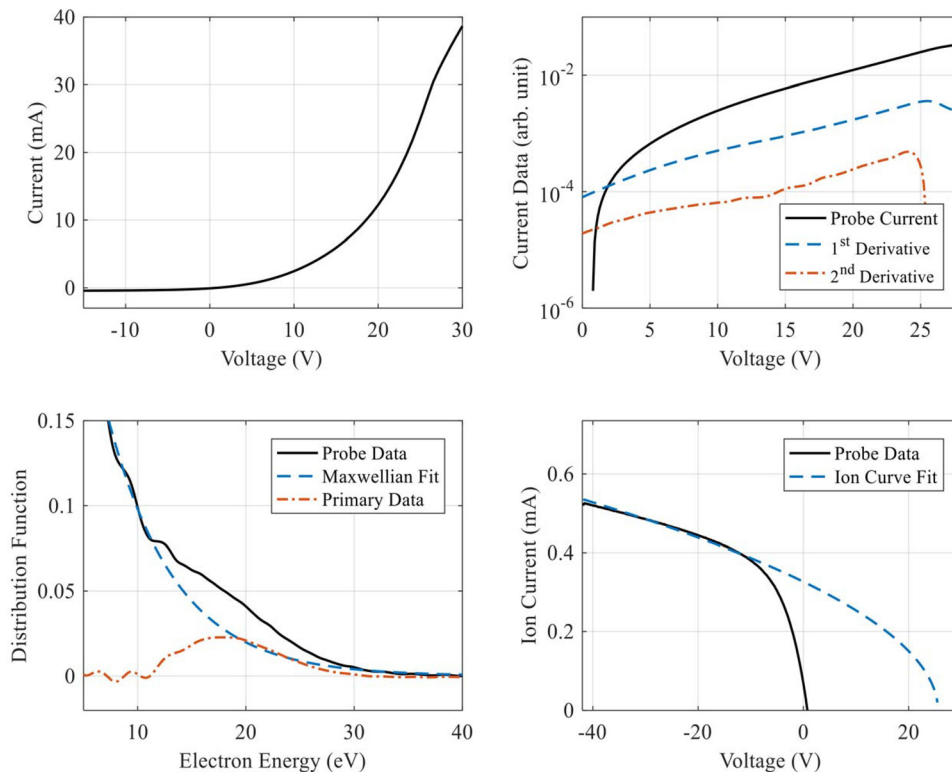 40
30
20
10
0
-10 0 10 20 30
Current (mA)
Voltage (V)
10-2
10-4
10-6
0 5 10 15 20 25
Current Data (arb. unit)
Voltage (V)
Probe Current
1st Derivative
2nd Derivative
0.15
0.1
0.05
0
10 20 30 40
Distribution Function
Electron Energy (eV)
Probe Data
Maxwellian Fit
Primary Data
0.6
0.4
0.2
0
-40 -20 0 20
Ion Current (mA)
Voltage (V)
Probe Data
Ion Curve Fit